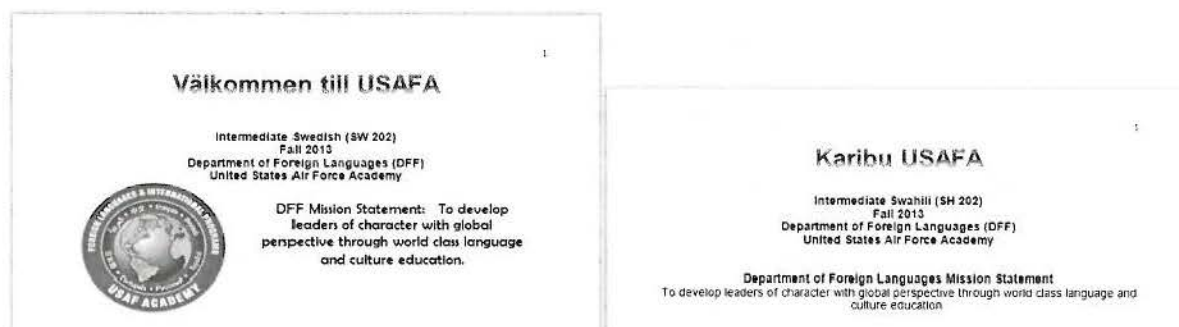 1
Välkommen till USAFA
Intermediate Swedish (SW 202)
Fall 2013
Department of Foreign Languages (DFF)
United States Air Force Academy
FOREIGN LANGUAGES & INTERNATIONAL PROGRAMS
USAF ACADEMY
DFF Mission Statement: To develop
leaders of character with global
perspective through world class language
and culture education.
1
Karibu USAFA
Intermediate Swahili (SH 202)
Fall 2013
Department of Foreign Languages (DFF)
United States Air Force Academy
Department of Foreign Languages Mission Statement
To develop leaders of character with global perspective through world class language and
culture education